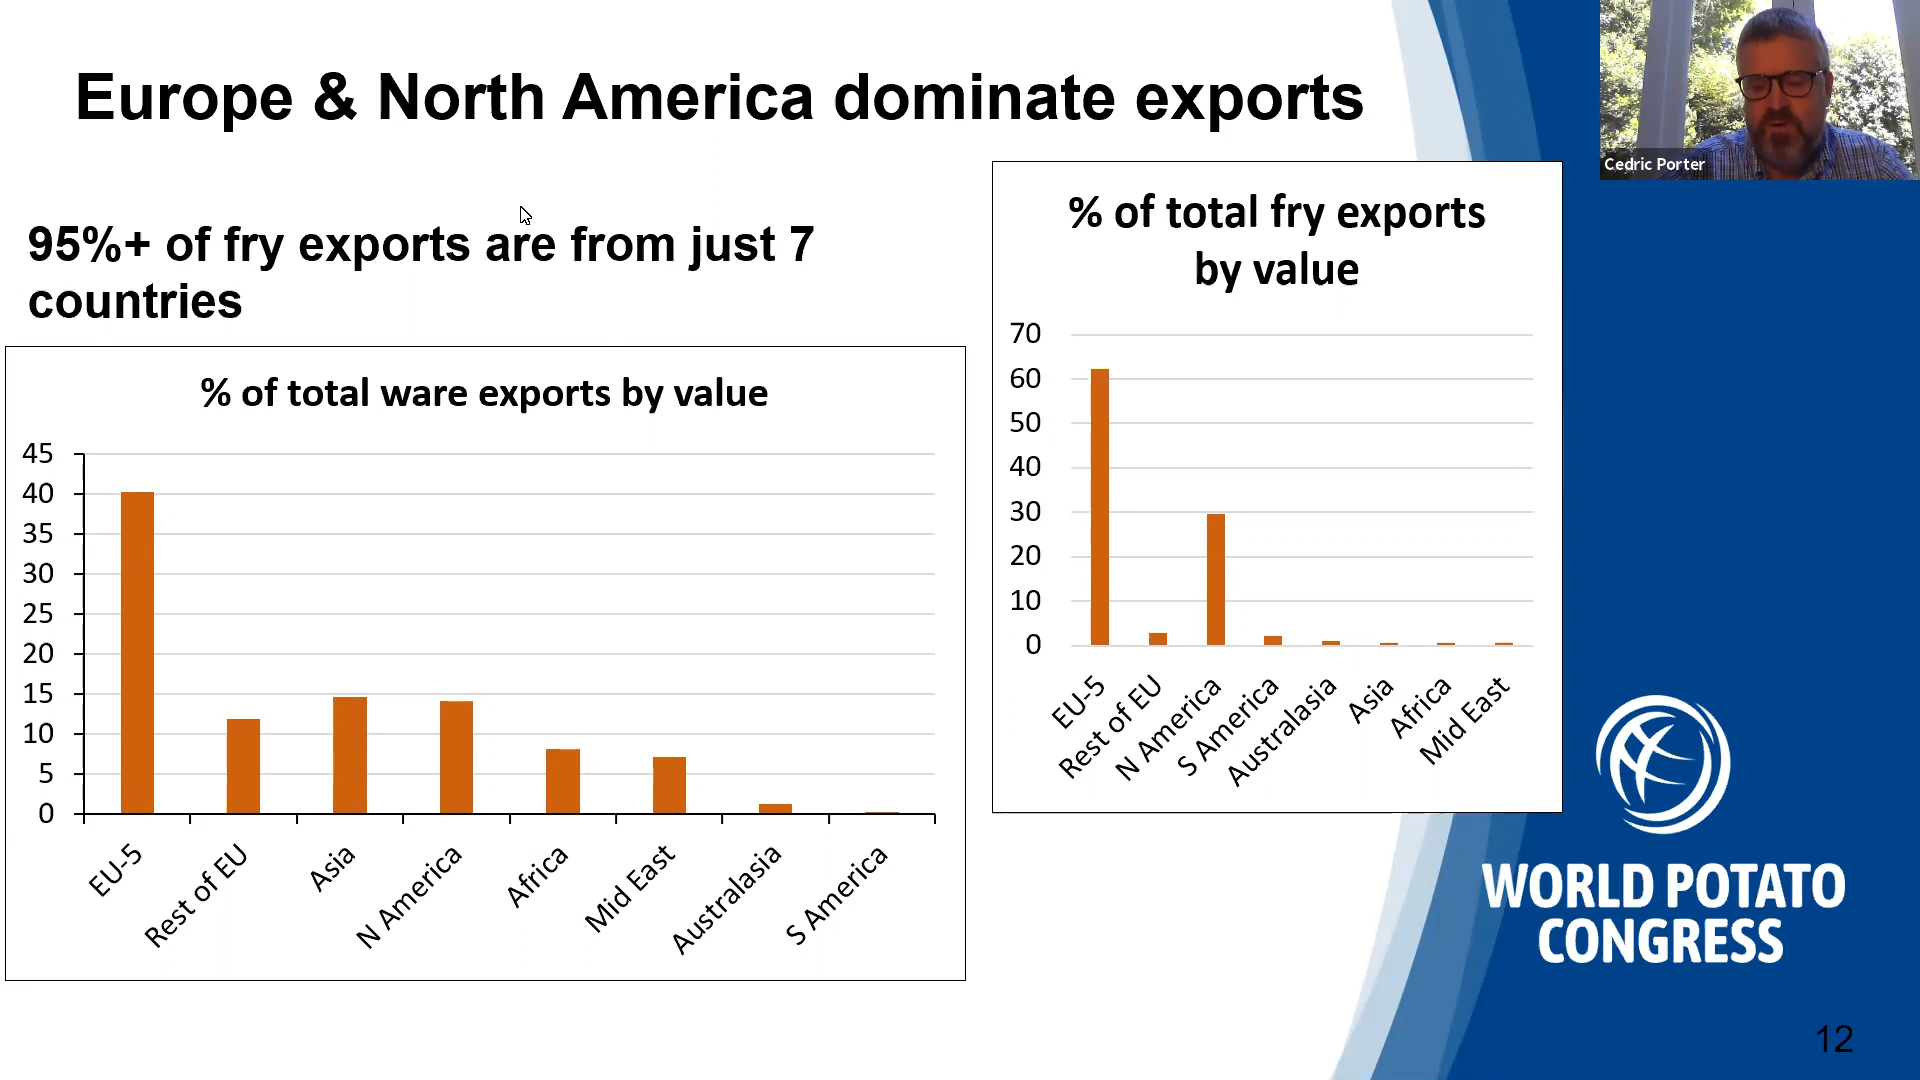 Europe & North America dominate exports
Cedric Porter
95%+ of fry exports are from just 7
countries
% of total ware exports by value
45
40
35
30
25
20
15
10
5
0
EU-5
Rest of EU
Asia
N America
Africa
Mid East
Australasia
S America
% of total fry exports
by value
70
60
50
40
30
20
10
0
EU-5
Rest of EU
N America
S America
Australasia
Asia
Africa
Mid East
WORLD POTATO
CONGRESS
12